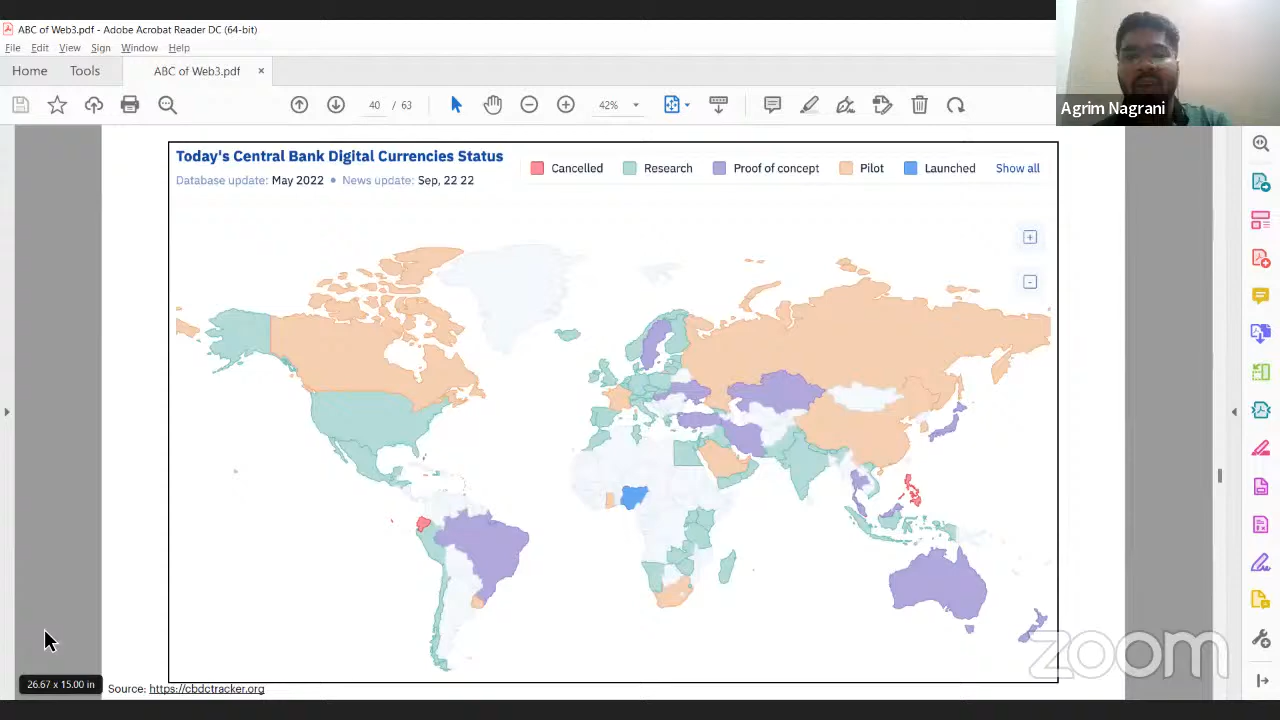 ABC of Web3.pdf - Adobe Acrobat Reader DC (64-bit)
File Edit View Sign Window Help
Home Tools ABC of Web3.pdf ×
40 / 63 42%
Agrim Nagrani
Today's Central Bank Digital Currencies Status
Cancelled Research Proof of concept Pilot Launched Show all
Database update: May 2022 • News update: Sep, 22 22
+
-
zoom
26.67 x 15.00 in
Source: https://cbdctracker.org